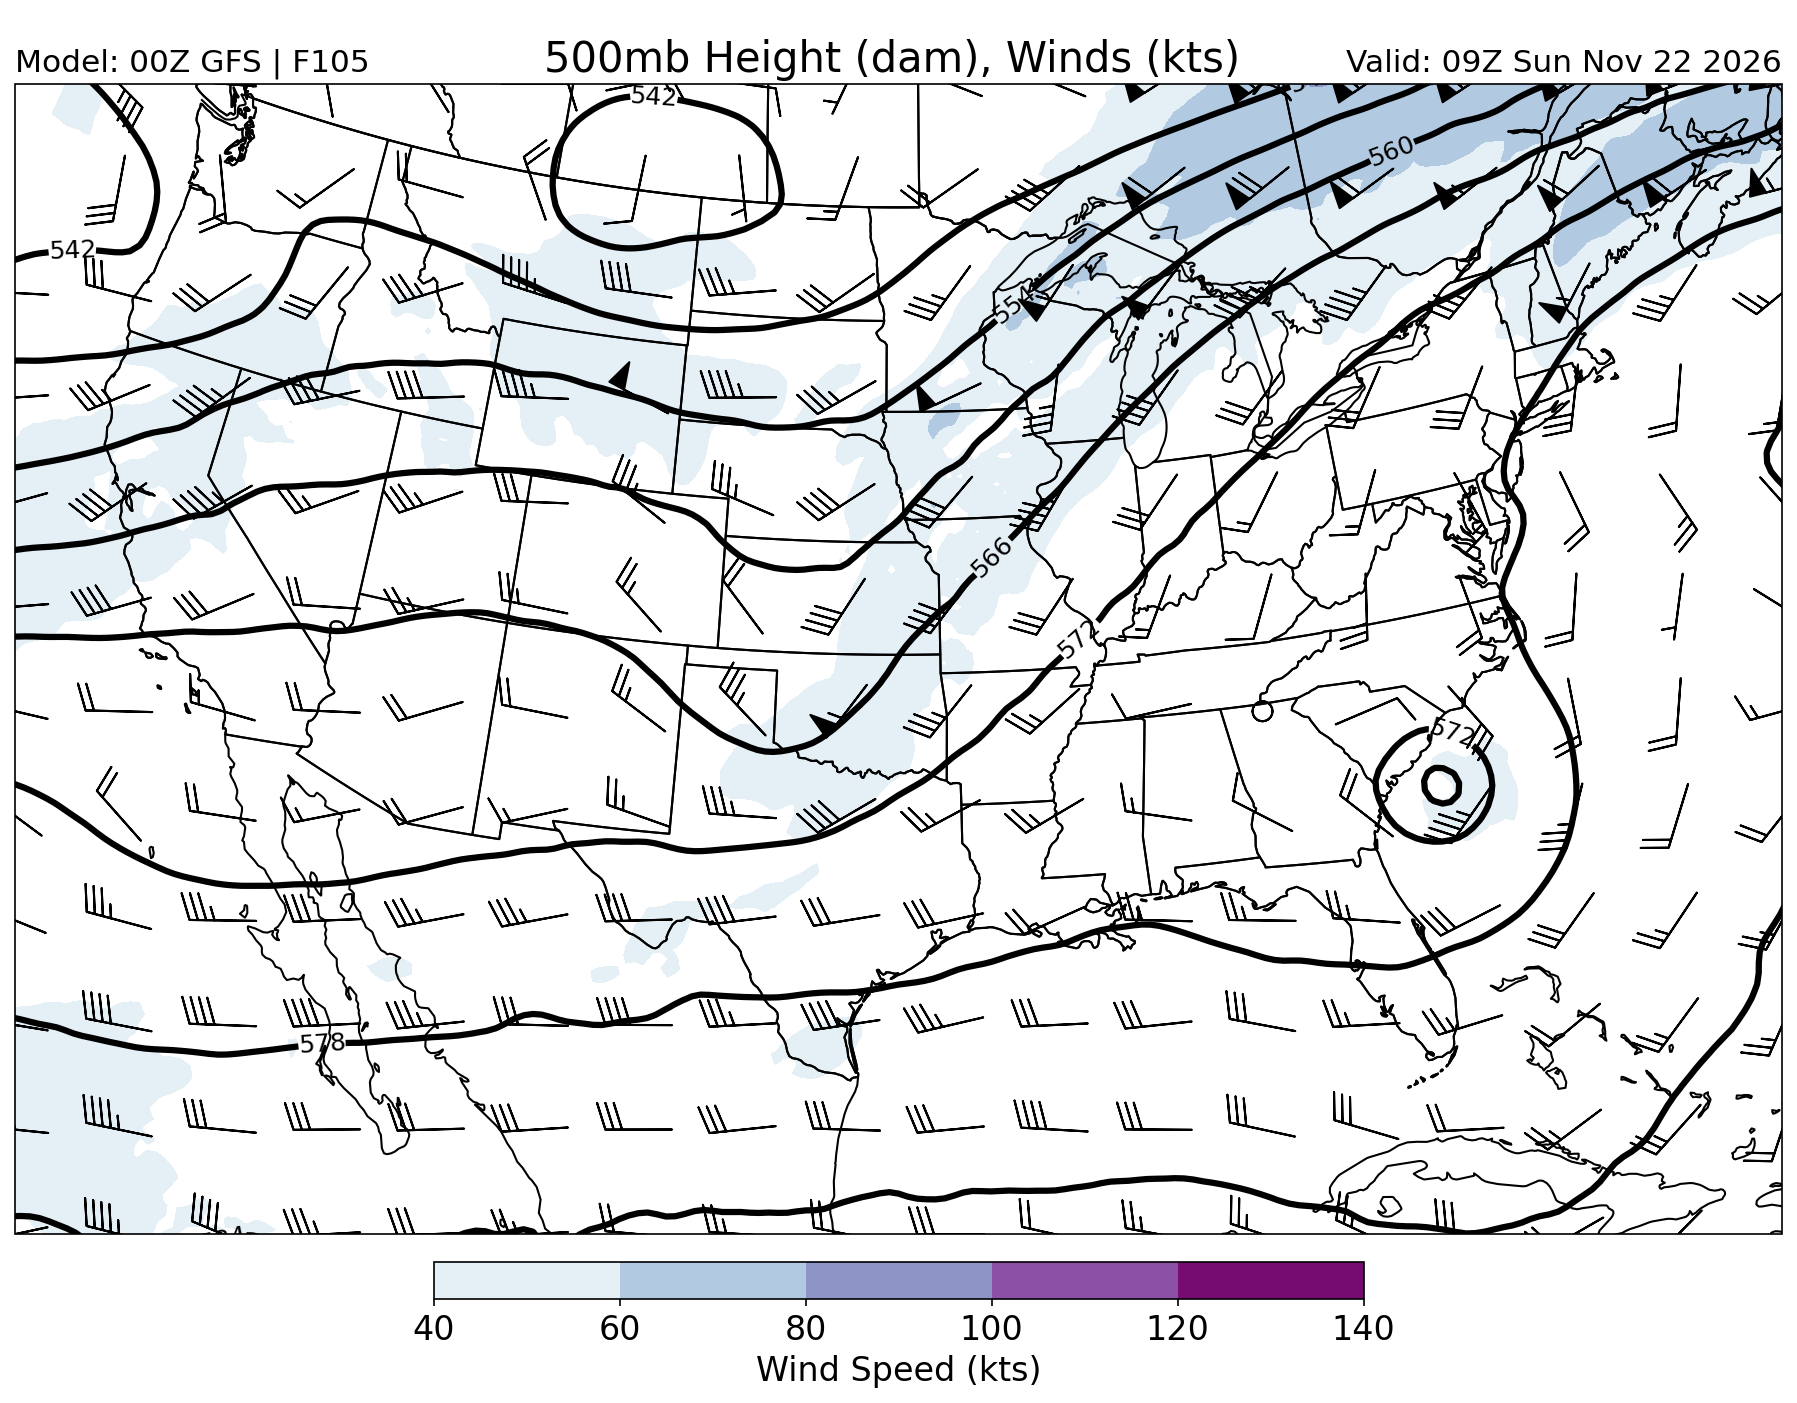 Model: 00Z GFS | F105
500mb Height (dam), Winds (kts)
Valid: 09Z Sun Nov 22 2026
542
560
542
554
566
572
572
578
40 60 80 100 120 140
Wind Speed (kts)